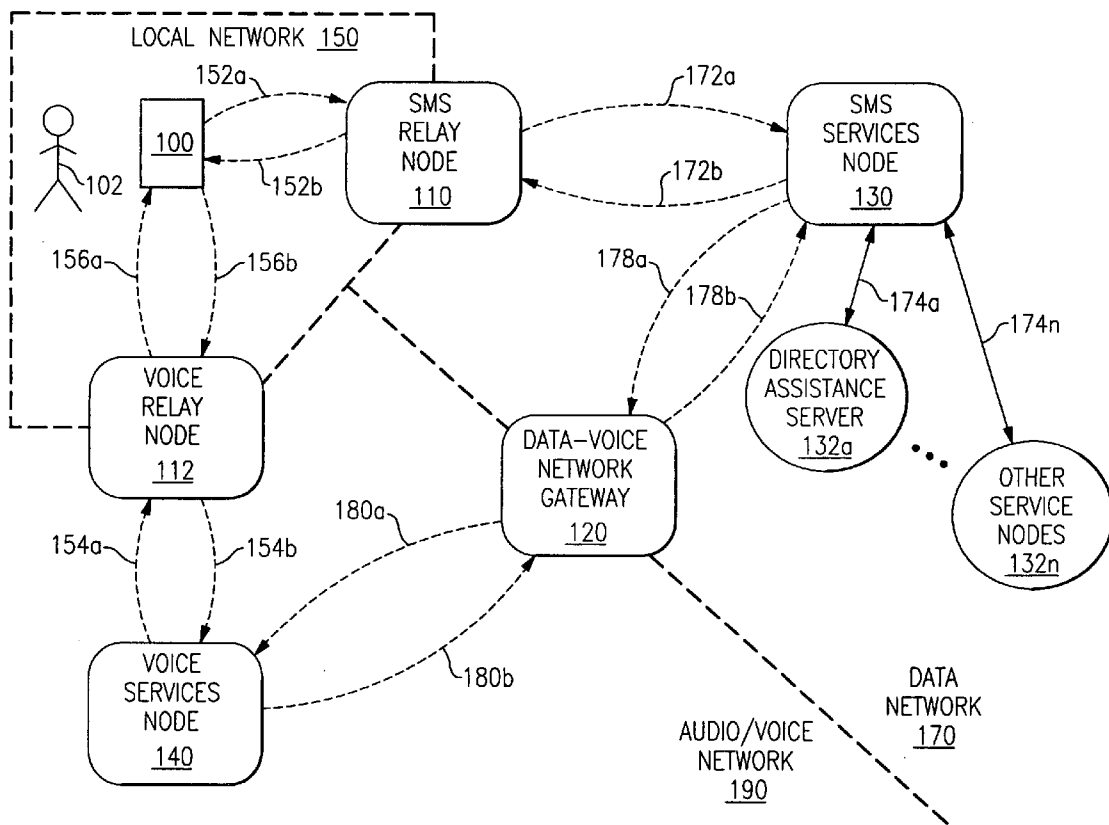 LOCAL NETWORK 150
152a
100
102
152b
SMS
RELAY
NODE
110
172a
172b
SMS
SERVICES
NODE
130
156a
156b
178a
178b
174a
174n
VOICE
RELAY
NODE
112
DATA-VOICE
NETWORK
GATEWAY
120
DIRECTORY
ASSISTANCE
SERVER
132a
OTHER
SERVICE
NODES
132n
154a
154b
180a
180b
VOICE
SERVICES
NODE
140
AUDIO/VOICE
NETWORK
190
DATA
NETWORK
170